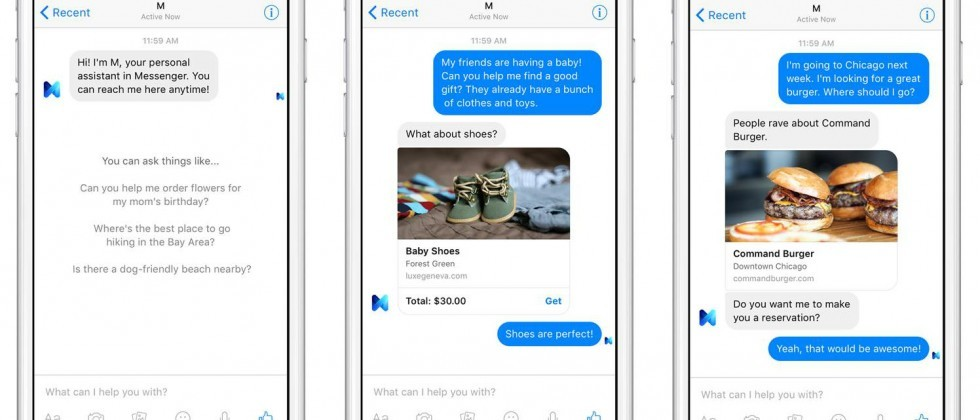 Recent
M
Active Now
11:59 AM
Hi! I'm M, your personal
assistant in Messenger. You
can reach me here anytime!
You can ask things like...
Can you help me order flowers for
my mom's birthday?
Where's the best place to go
hiking in the Bay Area?
Is there a dog-friendly beach nearby?
What can I help you with?
Aa
Recent
M
Active Now
11:59 AM
My friends are having a baby!
Can you help me find a good
gift? They already have a bunch
of clothes and toys.
What about shoes?
Baby Shoes
Forest Green
luxegeneva.com
Total: $30.00
Get
Shoes are perfect!
What can I help you with?
Aa
Recent
M
Active Now
11:59 AM
I'm going to Chicago next
week. I'm looking for a great
burger. Where should I go?
People rave about Command
Burger.
Command Burger
Downtown Chicago
commandburger.com
Do you want me to make
you a reservation?
Yeah, that would be awesome!
What can I help you with?
Aa